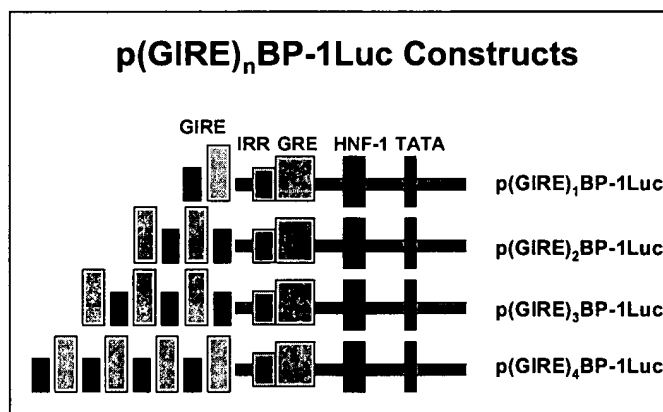 p(GIRE)nBP-1Luc Constructs
GIRE
IRR GRE HNF-1 TATA
p(GIRE)1BP-1Luc
p(GIRE)2BP-1Luc
p(GIRE)3BP-1Luc
p(GIRE)4BP-1Luc